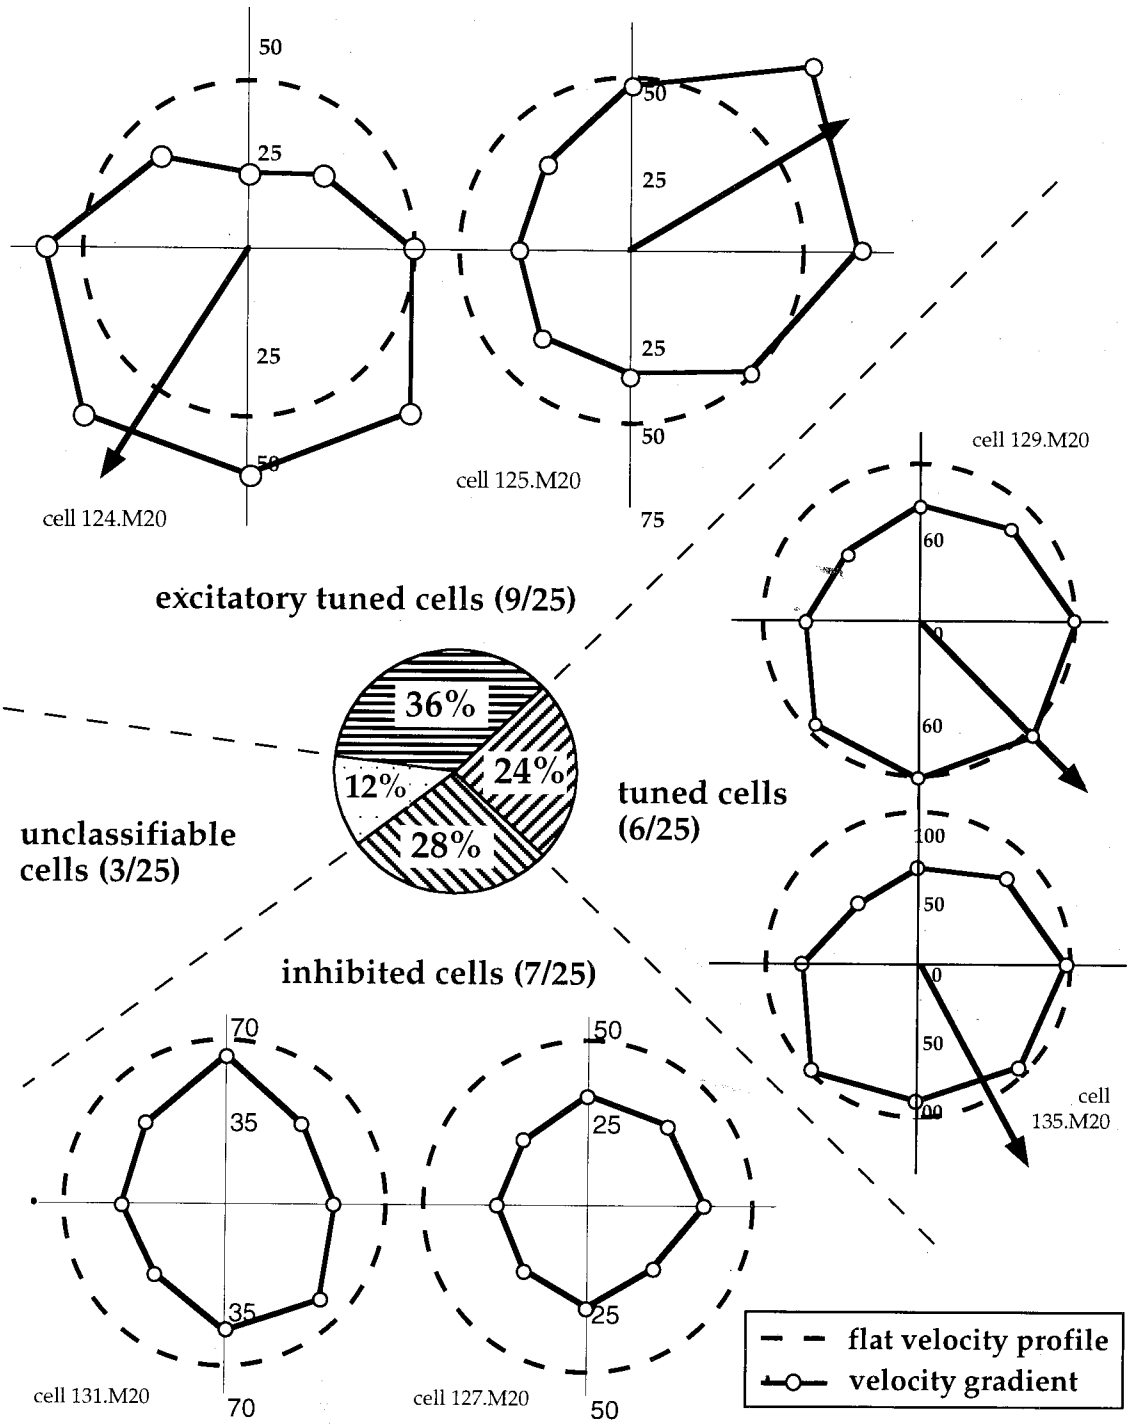 50
25
25
50
cell 124.M20
50
25
25
50
75
cell 125.M20
cell 129.M20
60
0
60
excitatory tuned cells (9/25)
36%
24%
12%
28%
tuned cells
(6/25)
unclassifiable
cells (3/25)
inhibited cells (7/25)
100
50
0
50
100
cell
135.M20
70
35
35
70
cell 131.M20
50
25
25
50
cell 127.M20
flat velocity profile
velocity gradient